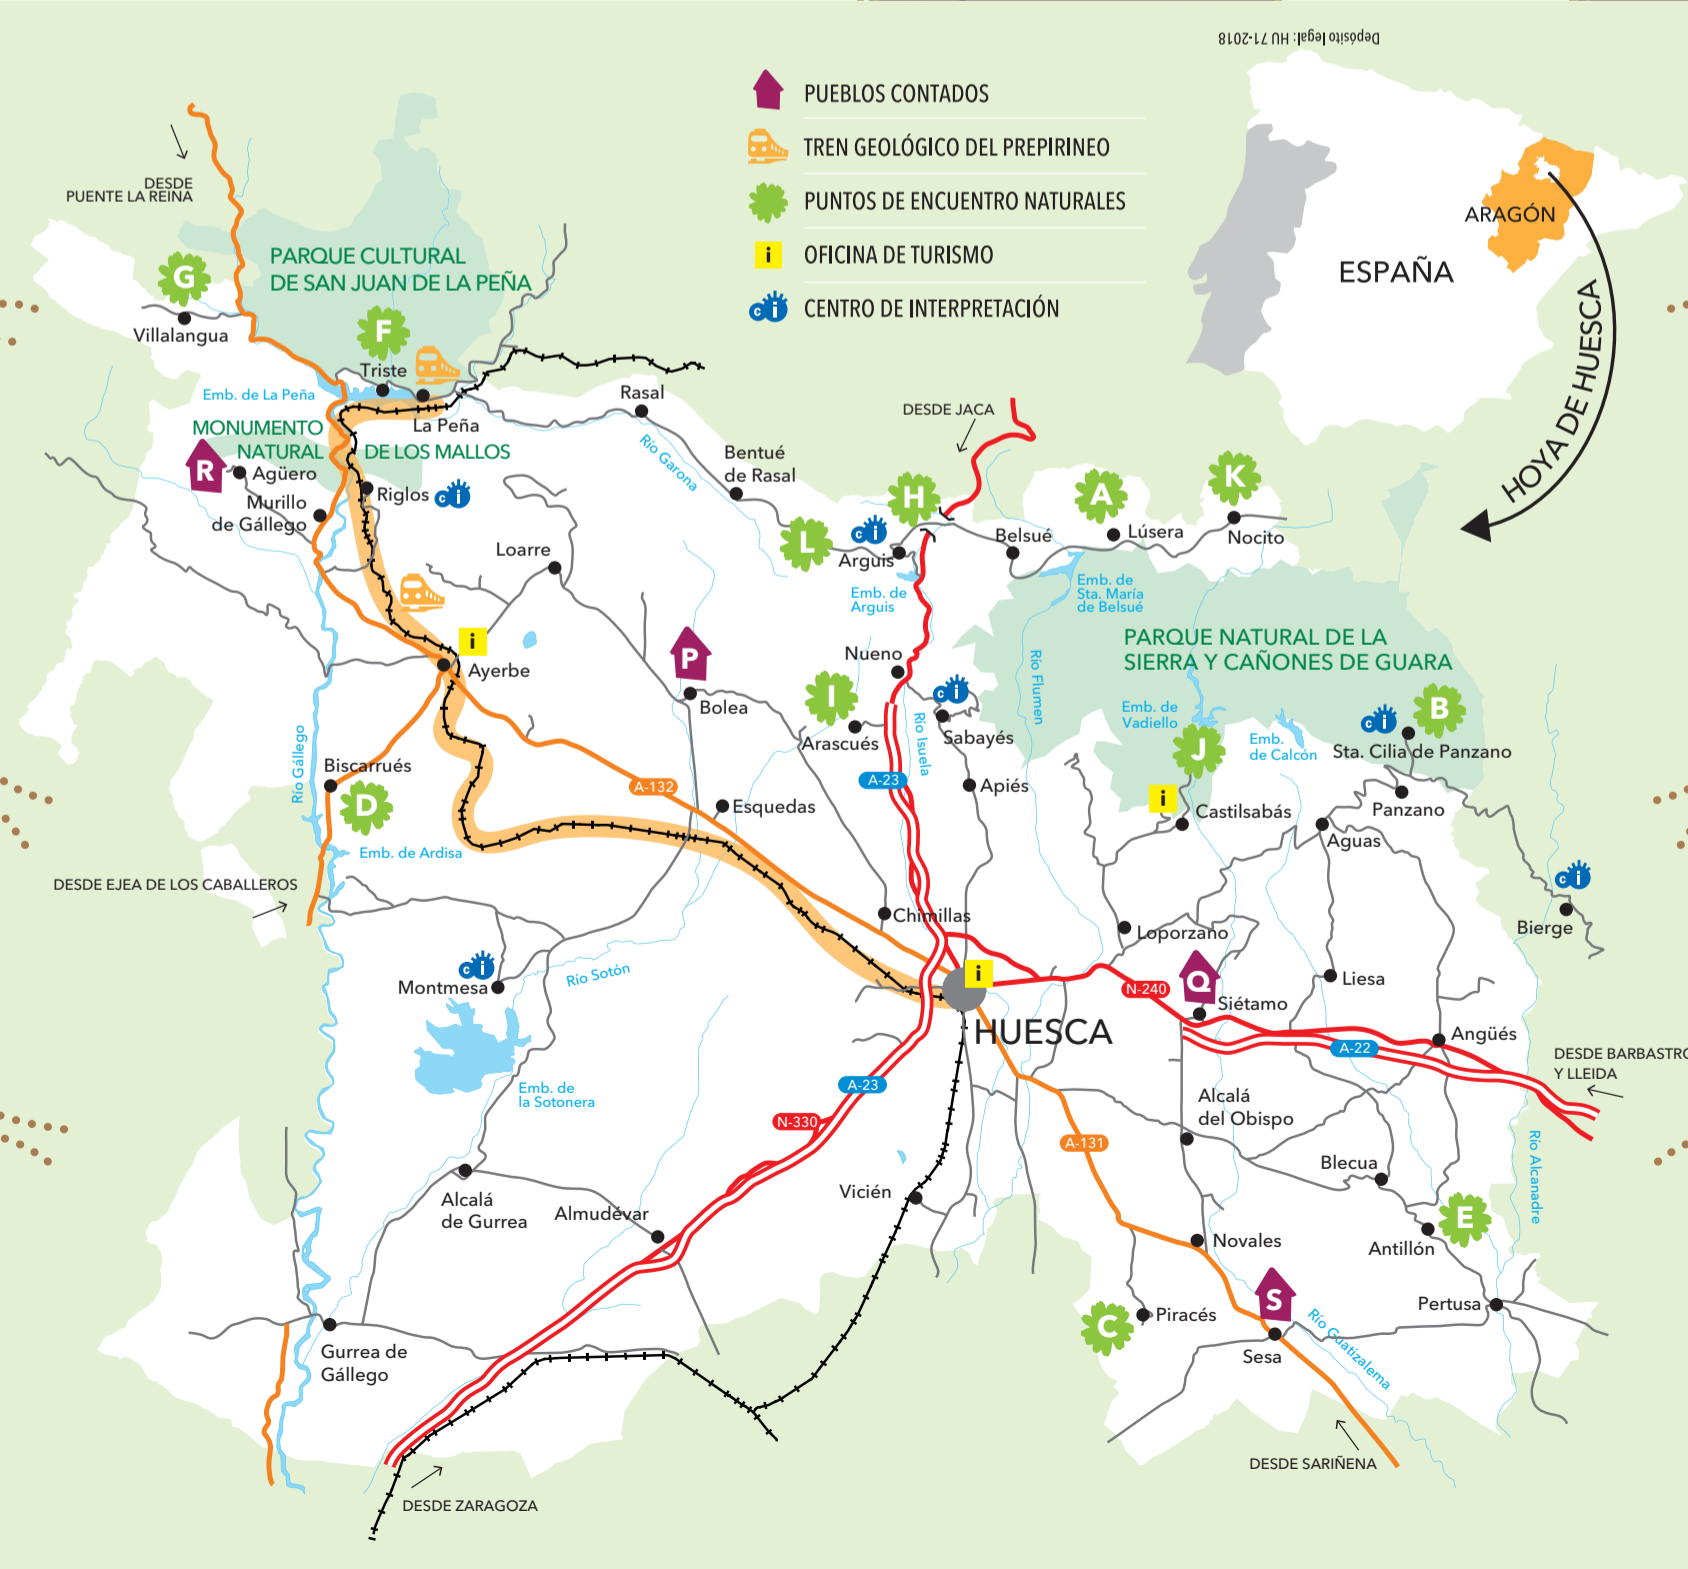 Depósito legal: HU 71-2018
PUEBLOS CONTADOS
TREN GEOLÓGICO DEL PREPIRINEO
PUNTOS DE ENCUENTRO NATURALES
i
OFICINA DE TURISMO
ci
CENTRO DE INTERPRETACIÓN
ARAGÓN
ESPAÑA
HOYA DE HUESCA
DESDE
PUENTE LA REINA
PARQUE CULTURAL
DE SAN JUAN DE LA PEÑA
G
Villalangua
F
Triste
Emb. de La Peña
La Peña
MONUMENTO
NATURAL
DE LOS MALLOS
R
Agüero
Riglos
ci
Murillo
de Gállego
Rasal
Río Garona
Bentué
de Rasal
DESDE JACA
H
L
ci
Arguis
Emb. de
Arguis
Belsué
A
Lúsera
K
Nocito
Emb. de
Sta. María
de Belsué
PARQUE NATURAL DE LA
SIERRA Y CAÑONES DE GUARA
Loarre
i
Ayerbe
P
Bolea
Nueno
I
Arascués
ci
Sabayés
Río Isuela
Río Flumen
Apiés
A-23
Emb. de
Vadiello
J
Emb.
de Calcón
ci
B
Sta. Cilia de Panzano
Panzano
i
Castilsabás
Aguas
ci
Bierge
Río Gállego
Biscarrués
D
Emb. de Ardisa
A-132
Esquedas
DESDE EJEA DE LOS CABALLEROS
Chimillas
Loporzano
Río Sotón
ci
Montmesa
i
HUESCA
N-240
Q
Siétamo
Liesa
Angüés
A-22
DESDE BARBASTRO
Y LLEIDA
Emb. de
la Sotonera
A-23
N-330
A-131
Alcalá
del Obispo
Blecua
Río Alcanadre
E
Antillón
Alcalá
de Gurrea
Almudévar
Vicién
Novales
S
C
Piracés
Sesa
Río Guatizalema
Pertusa
Gurrea de
Gállego
DESDE SARIÑENA
DESDE ZARAGOZA